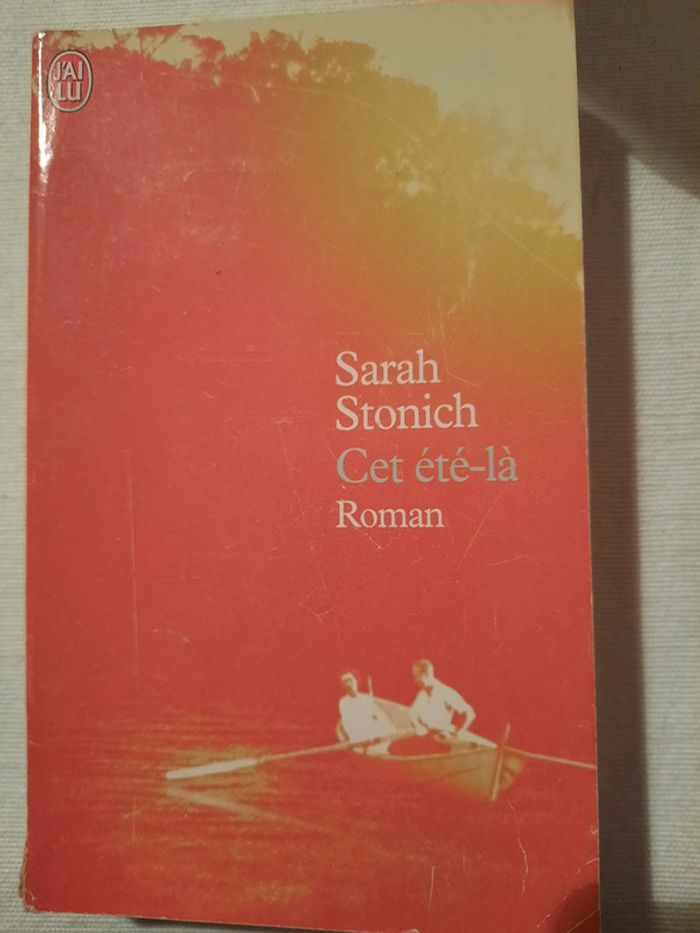 J'AI
LU
Sarah
Stonich
Cet été-là
Roman